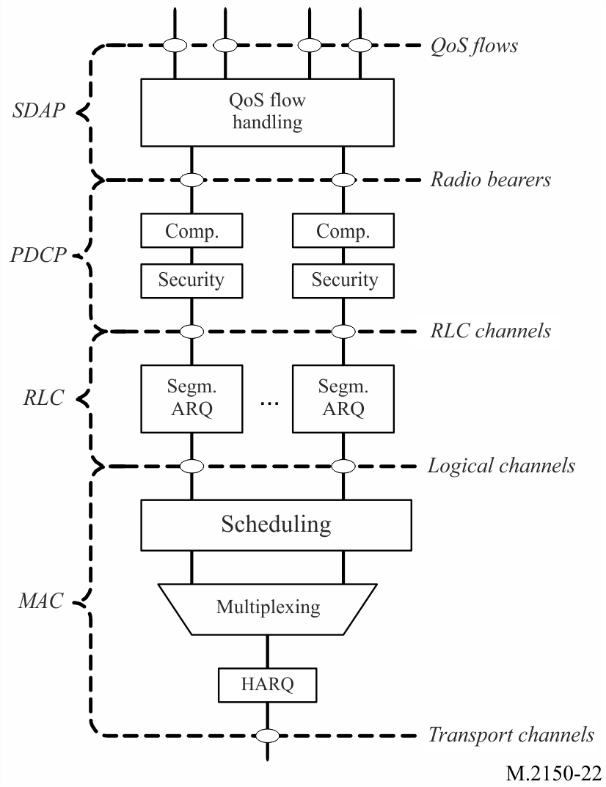 QoS flows
SDAP
QoS flow
handling
Radio bearers
Comp.
Comp.
PDCP
Security
Security
RLC channels
RLC
Segm.
ARQ
...
Segm.
ARQ
Logical channels
Scheduling
MAC
Multiplexing
HARQ
Transport channels
M.2150-22